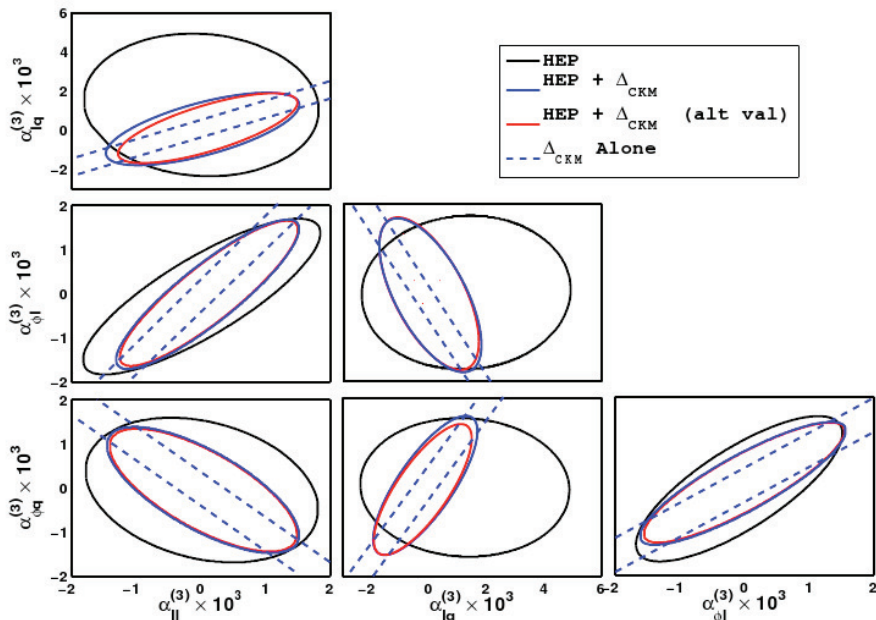 6
4
2
0
−2
α_lq^(3) × 10^3
HEP
HEP + Δ_CKM
HEP + Δ_CKM (alt val)
Δ_CKM Alone
2
1
0
−1
−2
α_ϕl^(3) × 10^3
2
1
0
−1
−2
α_ϕq^(3) × 10^3
−2 −1 0 1 2
α_ll^(3) × 10^3
−2 0 2 4 6
α_lq^(3) × 10^3
−2 −1 0 1 2
α_ϕl^(3) × 10^3